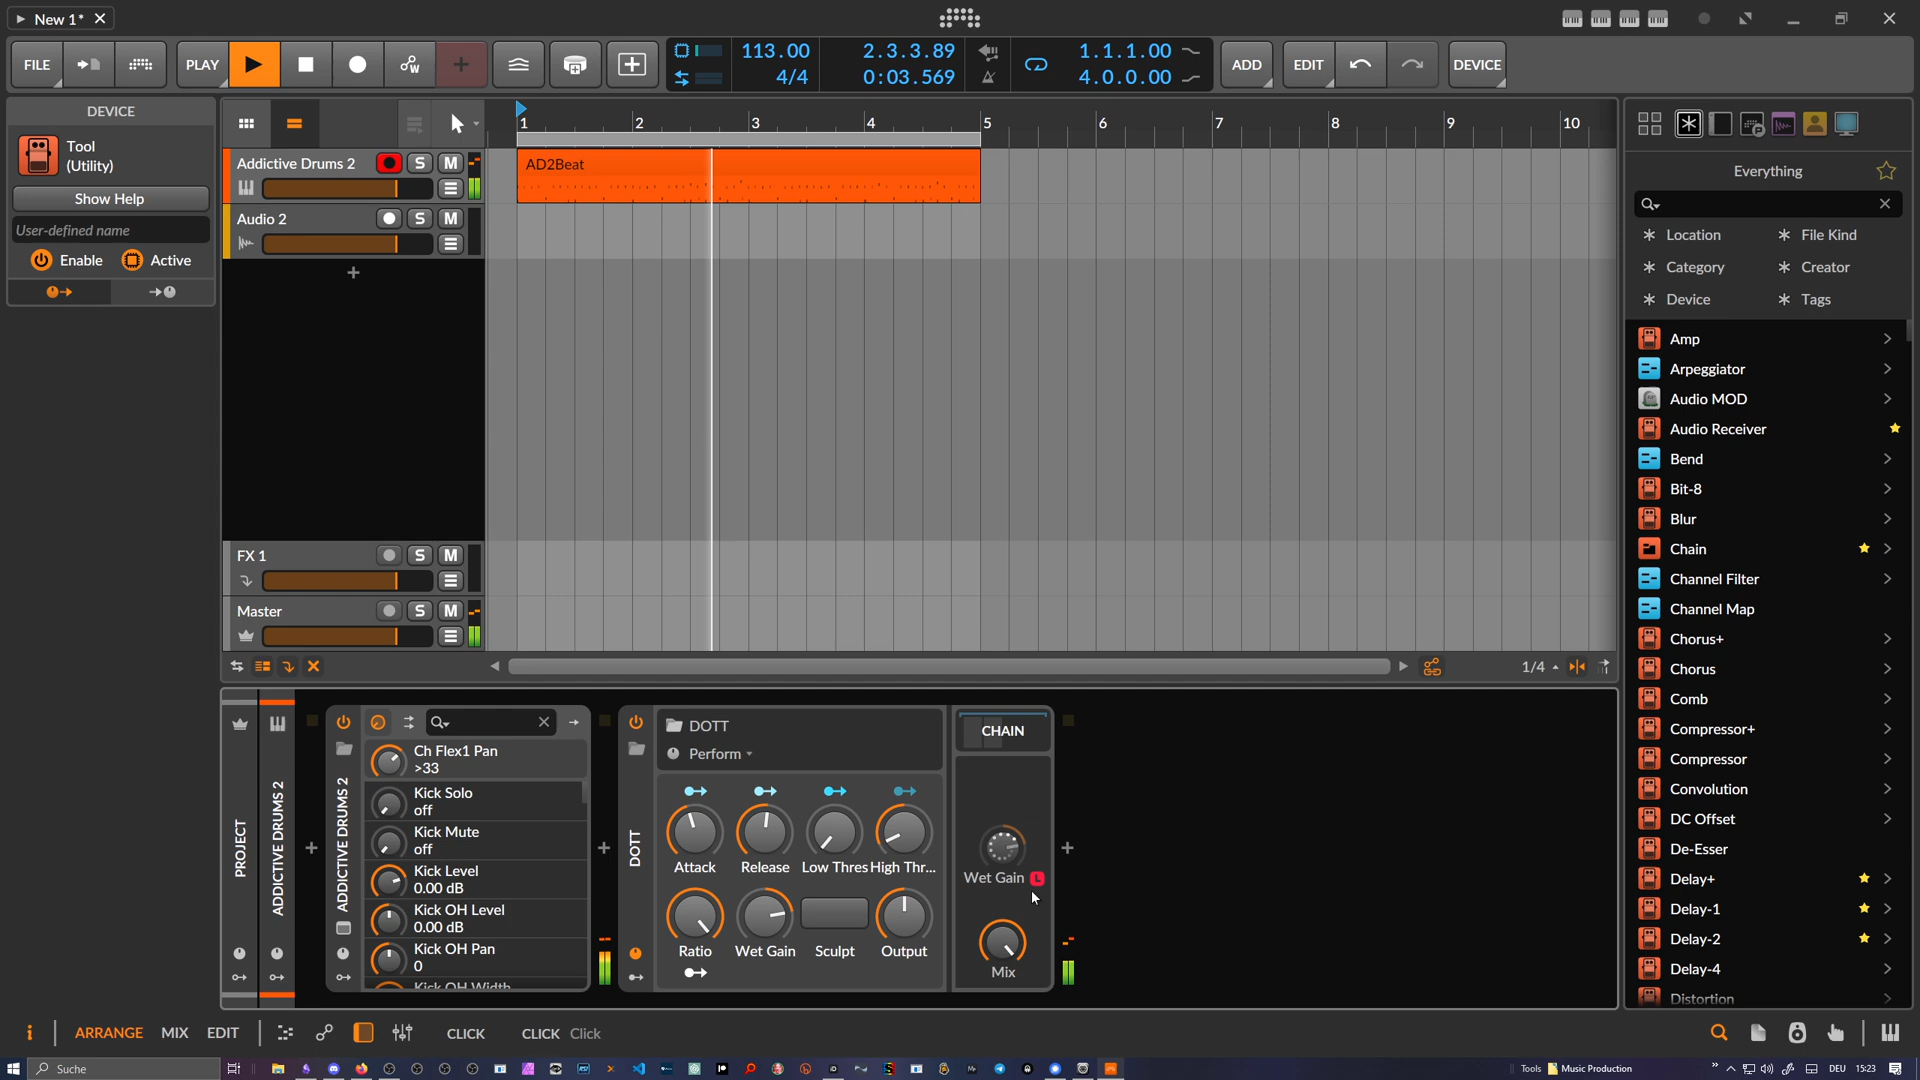 New 1*
FILE
PLAY
113.00
4/4
2.3.3.89
0:03.569
1.1.1.00
4.0.0.00
ADD
EDIT
DEVICE
DEVICE
Tool
(Utility)
Show Help
User-defined name
Enable
Active
1 2 3 4 5 6 7 8 9 10
Addictive Drums 2
S M
AD2Beat
Audio 2
S M
FX 1
S M
Master
S M
1/4
Everything
Location
File Kind
Category
Creator
Device
Tags
Amp
Arpeggiator
Audio MOD
Audio Receiver
Bend
Bit-8
Blur
Chain
Channel Filter
Channel Map
Chorus+
Chorus
Comb
Compressor+
Compressor
Convolution
DC Offset
De-Esser
Delay+
Delay-1
Delay-2
Delay-4
Distortion
PROJECT
ADDICTIVE DRUMS 2
ADDICTIVE DRUMS 2
Ch Flex1 Pan
>33
Kick Solo
off
Kick Mute
off
Kick Level
0.00 dB
Kick OH Level
0.00 dB
Kick OH Pan
0
Kick OH Width
DOTT
DOTT
Perform
Attack
Release
Low Thres
High Thr...
Ratio
Wet Gain
Sculpt
Output
CHAIN
Wet Gain L
Mix
i
ARRANGE
MIX
EDIT
CLICK
CLICK Click
Suche
Tools
Music Production
DEU
15:23